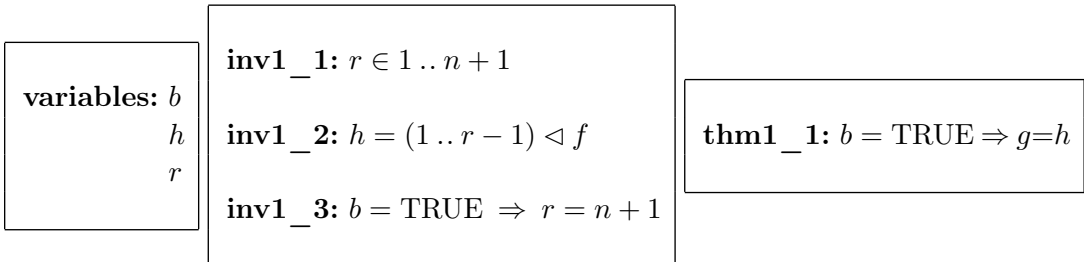 variables: b
h
r
inv1_1: r ∈ 1 .. n + 1
inv1_2: h = (1 .. r − 1) ◁ f
inv1_3: b = TRUE ⇒ r = n + 1
thm1_1: b = TRUE ⇒ g=h